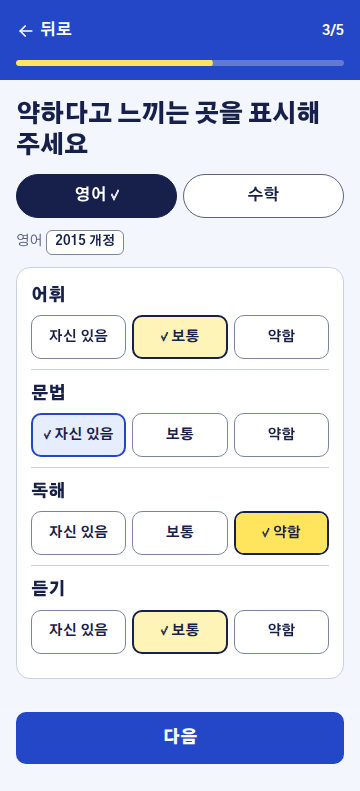 ← 뒤로 3/5
약하다고 느끼는 곳을 표시해
주세요
영어 ✓ 수학
영어 2015 개정
어휘
자신 있음 ✓ 보통 약함
문법
✓ 자신 있음 보통 약함
독해
자신 있음 보통 ✓ 약함
듣기
자신 있음 ✓ 보통 약함
다음